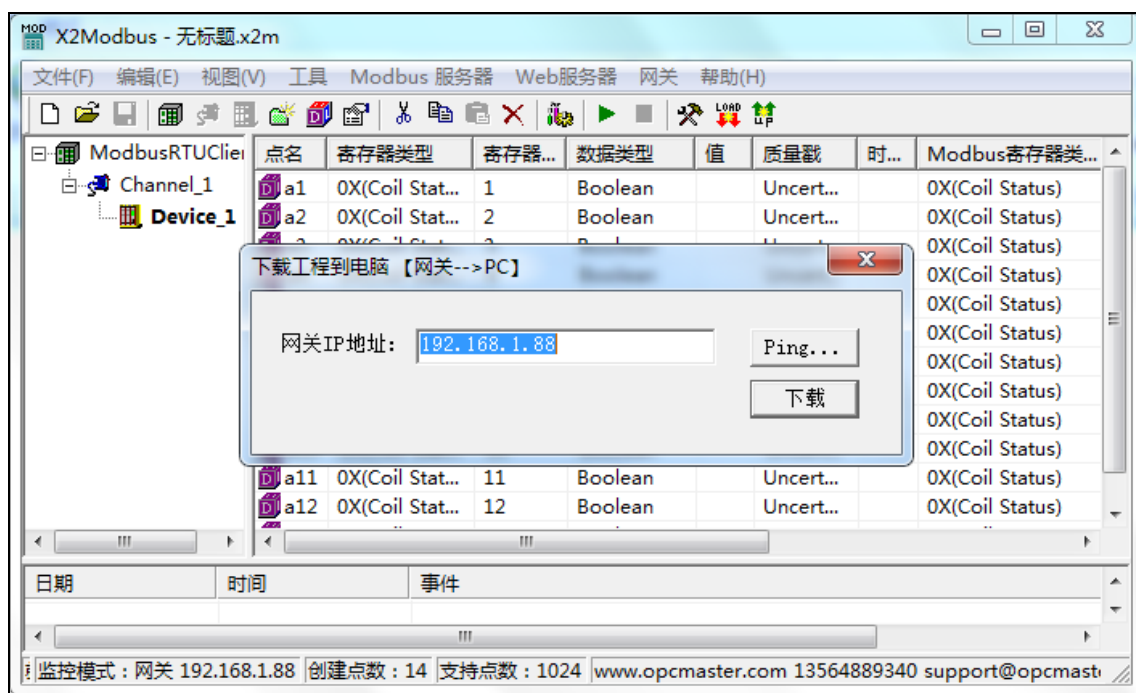 MOD X2Modbus - 无标题.x2m
文件(F) 编辑(E) 视图(V) 工具 Modbus 服务器 Web服务器 网关 帮助(H)
LOAD UP
ModbusRTUClie
Channel_1
Device_1
点名 寄存器类型 寄存器... 数据类型 值 质量戳 时... Modbus寄存器类...
a1 0X(Coil Stat... 1 Boolean Uncert... 0X(Coil Status)
a2 0X(Coil Stat... 2 Boolean Uncert... 0X(Coil Status)
0X(Coil Status)
0X(Coil Status)
0X(Coil Status)
0X(Coil Status)
0X(Coil Status)
0X(Coil Status)
0X(Coil Status)
0X(Coil Status)
a11 0X(Coil Stat... 11 Boolean Uncert... 0X(Coil Status)
a12 0X(Coil Stat... 12 Boolean Uncert... 0X(Coil Status)
下载工程到电脑 【网关-->PC】
网关IP地址: 192.168.1.88 Ping...
下载
日期 时间 事件
监控模式：网关 192.168.1.88 创建点数：14 支持点数：1024 www.opcmaster.com 13564889340 support@opcmast